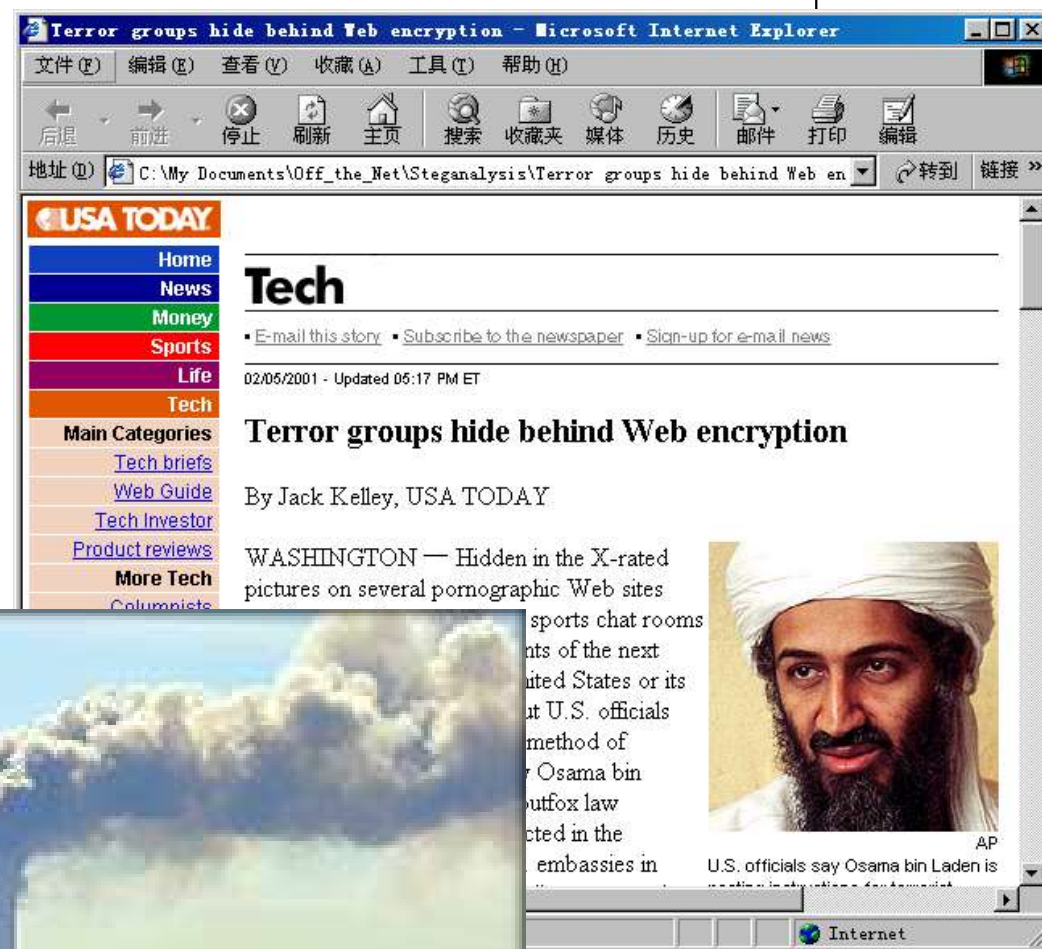 Terror groups hide behind Web encryption - Microsoft Internet Explorer
文件(F) 编辑(E) 查看(V) 收藏(A) 工具(T) 帮助(H)
后退 前进 停止 刷新 主页 搜索 收藏夹 媒体 历史 邮件 打印 编辑
地址(D) C:\My Documents\Off_the_Net\Steganalysis\Terror groups hide behind Web en 转到 链接 »
USA TODAY
Home
News
Money
Sports
Life
Tech
Main Categories
Tech briefs
Web Guide
Tech Investor
Product reviews
More Tech
Columnists
Tech
▪ E-mail this story ▪ Subscribe to the newspaper ▪ Sign-up for e-mail news
02/05/2001 - Updated 05:17 PM ET
Terror groups hide behind Web encryption
By Jack Kelley, USA TODAY
WASHINGTON — Hidden in the X-rated
pictures on several pornographic Web sites
sports chat rooms
nts of the next
ited States or its
ut U.S. officials
method of
Osama bin
outfox law
cted in the
embassies in
AP
U.S. officials say Osama bin Laden is
Internet